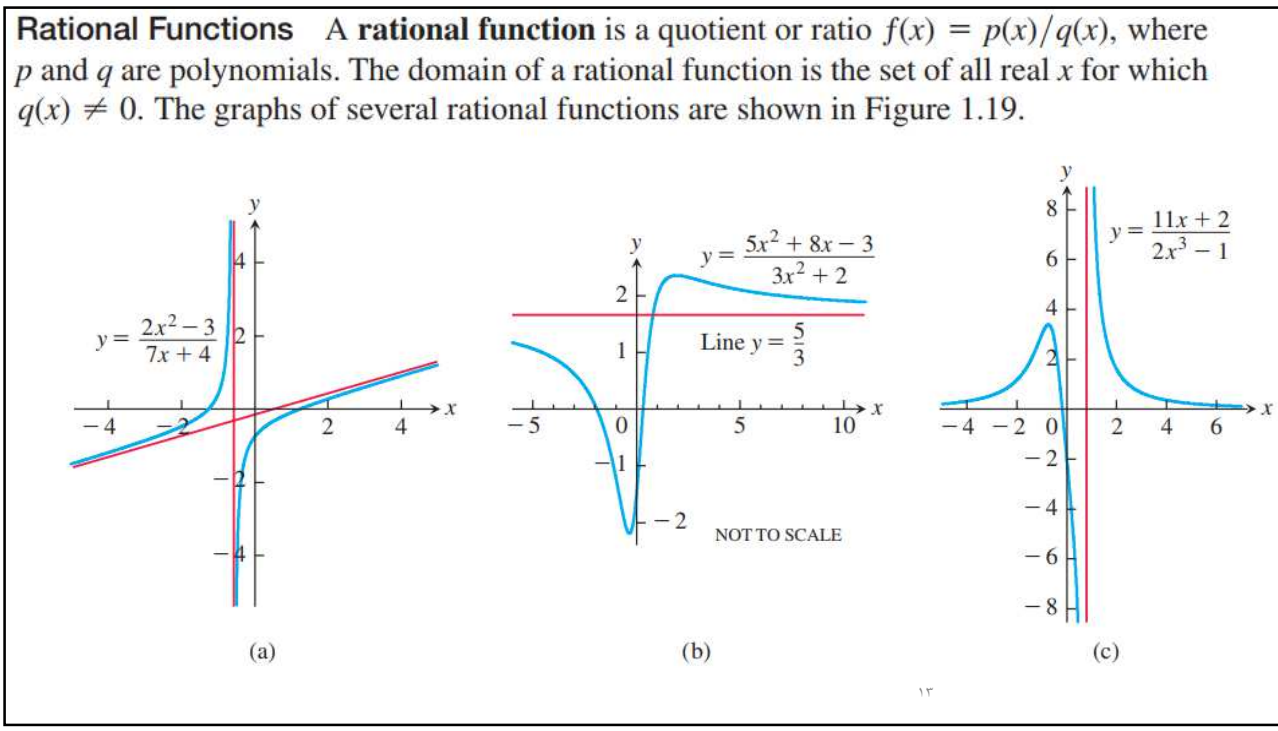 Rational Functions A rational function is a quotient or ratio f(x) = p(x)/q(x), where
p and q are polynomials. The domain of a rational function is the set of all real x for which
q(x) ≠ 0. The graphs of several rational functions are shown in Figure 1.19.
y
4
2
y = (2x² − 3)/(7x + 4)
−4 −2 2 4 x
−2
−4
(a)
y
y = (5x² + 8x − 3)/(3x² + 2)
2
1
Line y = 5/3
−5 0 5 10 x
−1
−2
NOT TO SCALE
(b)
y
8
y = (11x + 2)/(2x³ − 1)
6
4
2
−4 −2 0 2 4 6 x
−2
−4
−6
−8
(c)
١٣